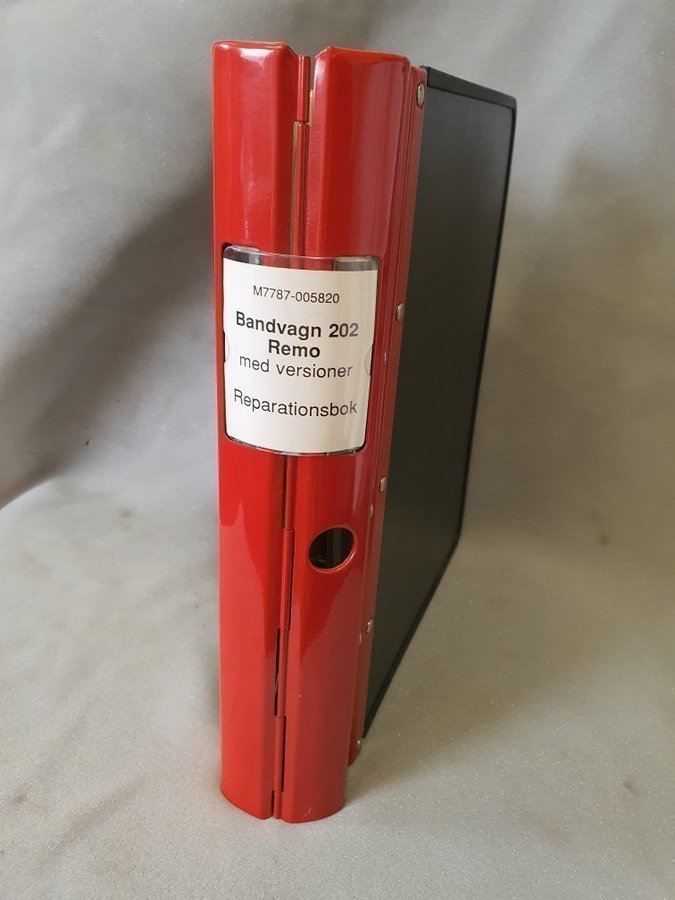 M7787-005820
Bandvagn 202
Remo
med versioner
Reparationsbok